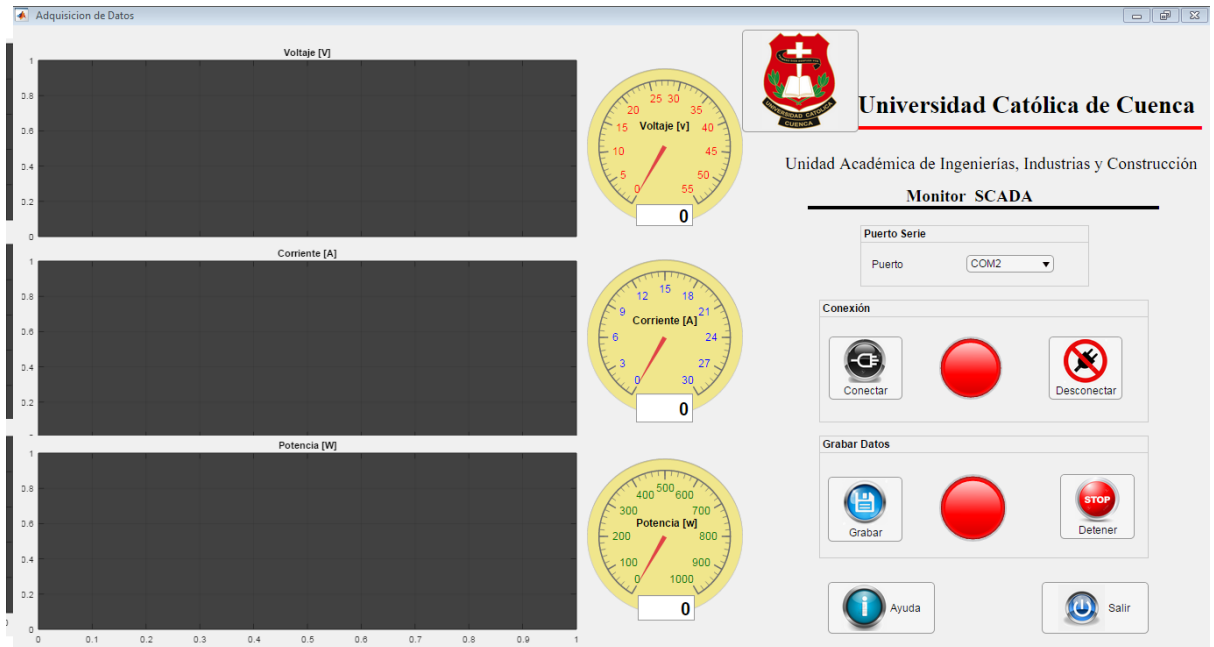 Adquisicion de Datos
Voltaje [V]
1
0.8
0.6
0.4
0.2
0
25 30
20 35
15 Voltaje [v] 40
10 45
5 50
0 55
0
Corriente [A]
1
0.8
0.6
0.4
0.2
15
12 18
9 21
Corriente [A]
6 24
3 27
0 30
0
Potencia [W]
1
0.8
0.6
0.4
0.2
0
0 0.1 0.2 0.3 0.4 0.5 0.6 0.7 0.8 0.9 1
500
400 600
300 700
Potencia [w]
200 800
100 900
0 1000
0
UNIVERSIDAD CATÓLICA
CUENCA
Universidad Católica de Cuenca
Unidad Académica de Ingenierías, Industrias y Construcción
Monitor SCADA
Puerto Serie
Puerto COM2
Conexión
Conectar Desconectar
Grabar Datos
STOP
Grabar Detener
Ayuda Salir